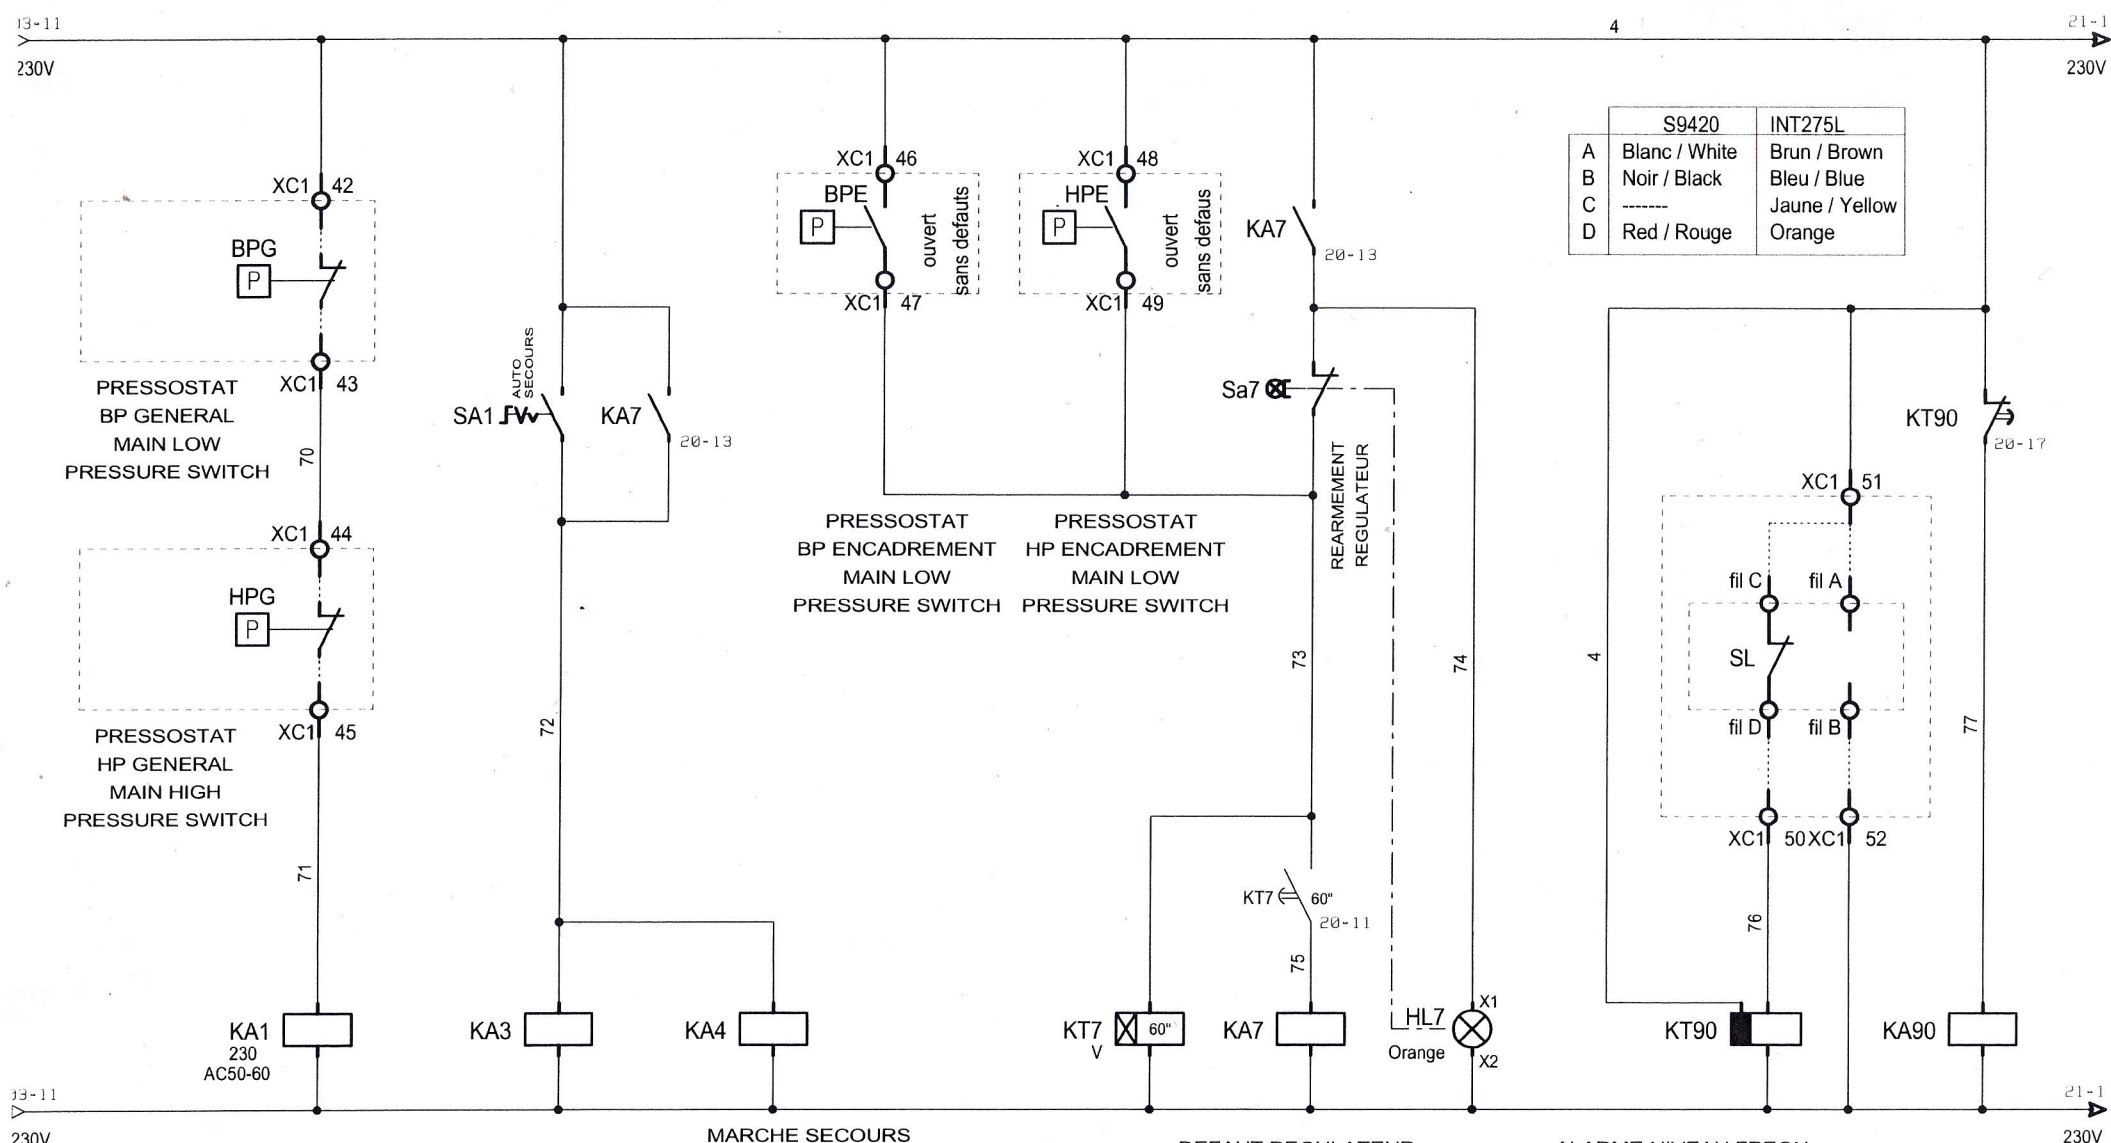 03-11
4
21-1
230V
230V
S9420 INT275L
A Blanc / White Brun / Brown
B Noir / Black Bleu / Blue
C ------- Jaune / Yellow
D Red / Rouge Orange
XC1 42
BPG
P
XC1 43
PRESSOSTAT
BP GENERAL
MAIN LOW
PRESSURE SWITCH
70
XC1 44
HPG
P
XC1 45
PRESSOSTAT
HP GENERAL
MAIN HIGH
PRESSURE SWITCH
71
KA1
230
AC50-60
AUTO
SECOURS
SA1
KA7
20-13
72
KA3
KA4
XC1 46
BPE
P
ouvert
sans defauts
XC1 47
PRESSOSTAT
BP ENCADREMENT
MAIN LOW
PRESSURE SWITCH
XC1 48
HPE
P
ouvert
sans defaus
XC1 49
PRESSOSTAT
HP ENCADREMENT
MAIN LOW
PRESSURE SWITCH
KA7
20-13
Sa7
REARMEMENT
REGULATEUR
73
74
KT7 60"
20-11
75
KT7 60"
V
KA7
HL7
Orange
X1
X2
4
XC1 51
fil C fil A
SL
fil D fil B
XC1 50 XC1 52
76
KT90
KT90
20-17
77
KA90
03-11
21-1
230V
230V
MARCHE SECOURS
DEFAUT REGULATEUR
ALARME NIVEAU FREON